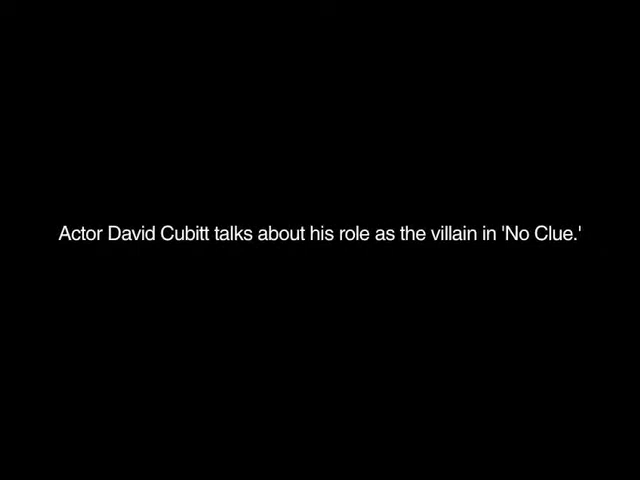 Actor David Cubitt talks about his role as the villain in 'No Clue.'